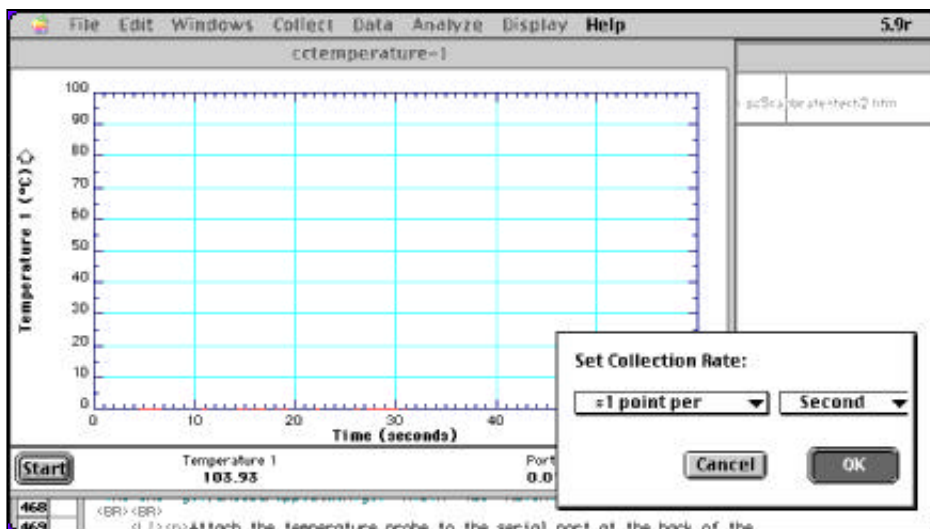 File Edit Windows Collect Data Analyze Display Help 5.9r
cctemperature-1
100
90
80
70
60
50
40
30
20
10
0
Temperature 1 (°C)
0 10 20 30 40
Time (seconds)
Set Collection Rate:
=1 point per Second
Cancel OK
Start
Temperature 1
103.93
Port
0.0
468 <BR><BR>
469 Attach the temperature probe to the serial port at the back of the